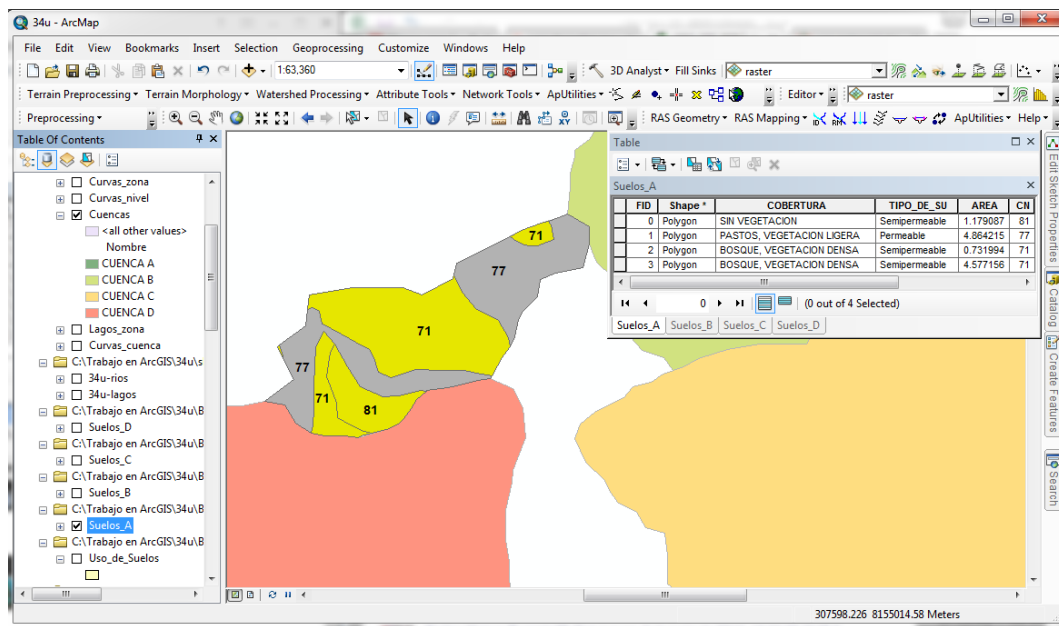 34u - ArcMap
File Edit View Bookmarks Insert Selection Geoprocessing Customize Windows Help
1:63,360 3D Analyst Fill Sinks raster
Terrain Preprocessing Terrain Morphology Watershed Processing Attribute Tools Network Tools ApUtilities Editor raster
Preprocessing RAS Geometry RAS Mapping ApUtilities Help
Table Of Contents
Curvas_zona
Curvas_nivel
Cuencas
<all other values>
Nombre
CUENCA A
CUENCA B
CUENCA C
CUENCA D
Lagos_zona
Curvas_cuenca
C:\Trabajo en ArcGIS\34u\s
34u-rios
34u-lagos
C:\Trabajo en ArcGIS\34u\B
Suelos_D
C:\Trabajo en ArcGIS\34u\B
Suelos_C
C:\Trabajo en ArcGIS\34u\B
Suelos_B
C:\Trabajo en ArcGIS\34u\B
Suelos_A
C:\Trabajo en ArcGIS\34u\B
Uso_de_Suelos
71
77
71
77
71
81
Table
Suelos_A
FID Shape * COBERTURA TIPO_DE_SU AREA CN
0 Polygon SIN VEGETACION Semipermeable 1.179087 81
1 Polygon PASTOS, VEGETACION LIGERA Permeable 4.864215 77
2 Polygon BOSQUE, VEGETACION DENSA Semipermeable 0.731994 71
3 Polygon BOSQUE, VEGETACION DENSA Semipermeable 4.577156 71
0 (0 out of 4 Selected)
Suelos_A Suelos_B Suelos_C Suelos_D
Edit Sketch Properties
Catalog
Create Features
Search
307598.226 8155014.58 Meters